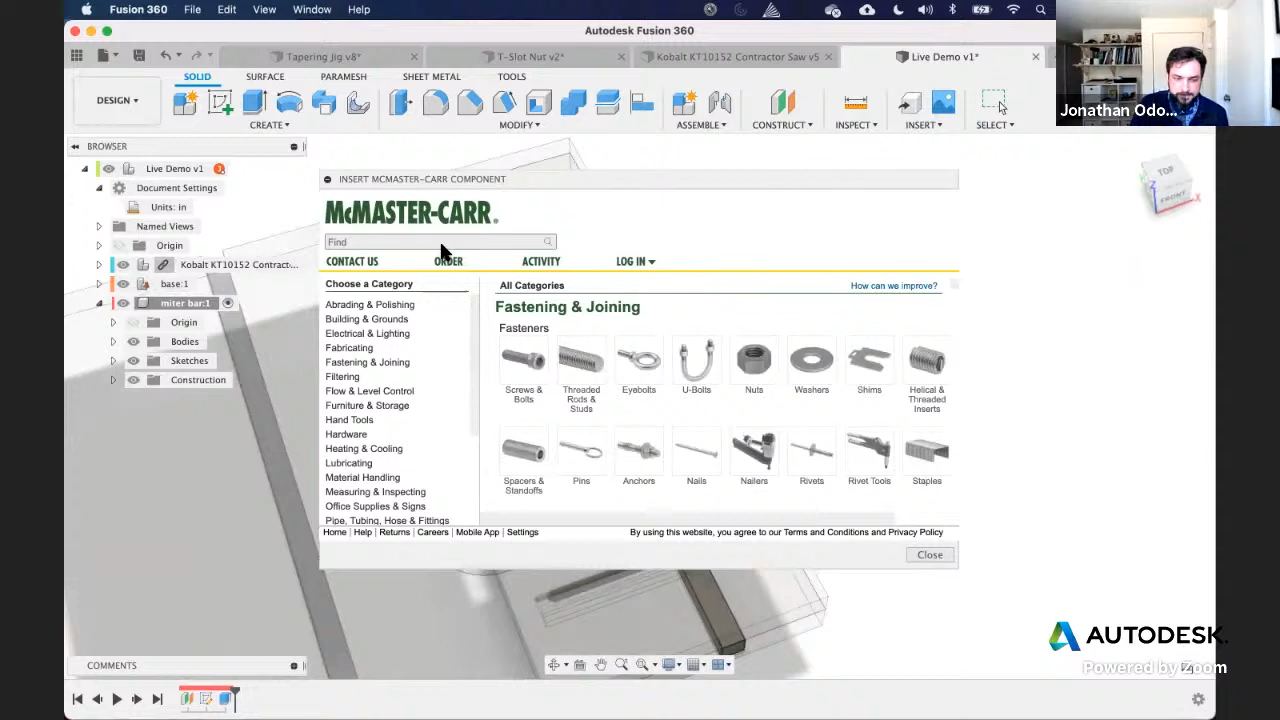 Fusion 360 File Edit View Window Help
Autodesk Fusion 360
Tapering Jig v8*
T-Slot Nut v2*
Kobalt KT10152 Contractor Saw v5
Live Demo v1*
SOLID SURFACE PARAMESH SHEET METAL TOOLS
DESIGN
CREATE
MODIFY
ASSEMBLE
CONSTRUCT
INSPECT
INSERT
SELECT
Jonathan Odo...
BROWSER
Live Demo v1
Document Settings
Units: in
Named Views
Origin
Kobalt KT10152 Contract...
base:1
miter bar:1
Origin
Bodies
Sketches
Construction
INSERT MCMASTER-CARR COMPONENT
McMASTER-CARR®
Find
CONTACT US ORDER ACTIVITY LOG IN
Choose a Category
Abrading & Polishing
Building & Grounds
Electrical & Lighting
Fabricating
Fastening & Joining
Filtering
Flow & Level Control
Furniture & Storage
Hand Tools
Hardware
Heating & Cooling
Lubricating
Material Handling
Measuring & Inspecting
Office Supplies & Signs
Pipe, Tubing, Hose & Fittings
All Categories
How can we improve?
Fastening & Joining
Fasteners
Screws &
Bolts
Threaded
Rods &
Studs
Eyebolts
U-Bolts
Nuts
Washers
Shims
Helical &
Threaded
Inserts
Spacers &
Standoffs
Pins
Anchors
Nails
Nailers
Rivets
Rivet Tools
Staples
Home | Help | Returns | Careers | Mobile App | Settings
By using this website, you agree to our Terms and Conditions and Privacy Policy
Close
TOP
FRONT
Z
X
COMMENTS
AUTODESK.
Powered by Zoom